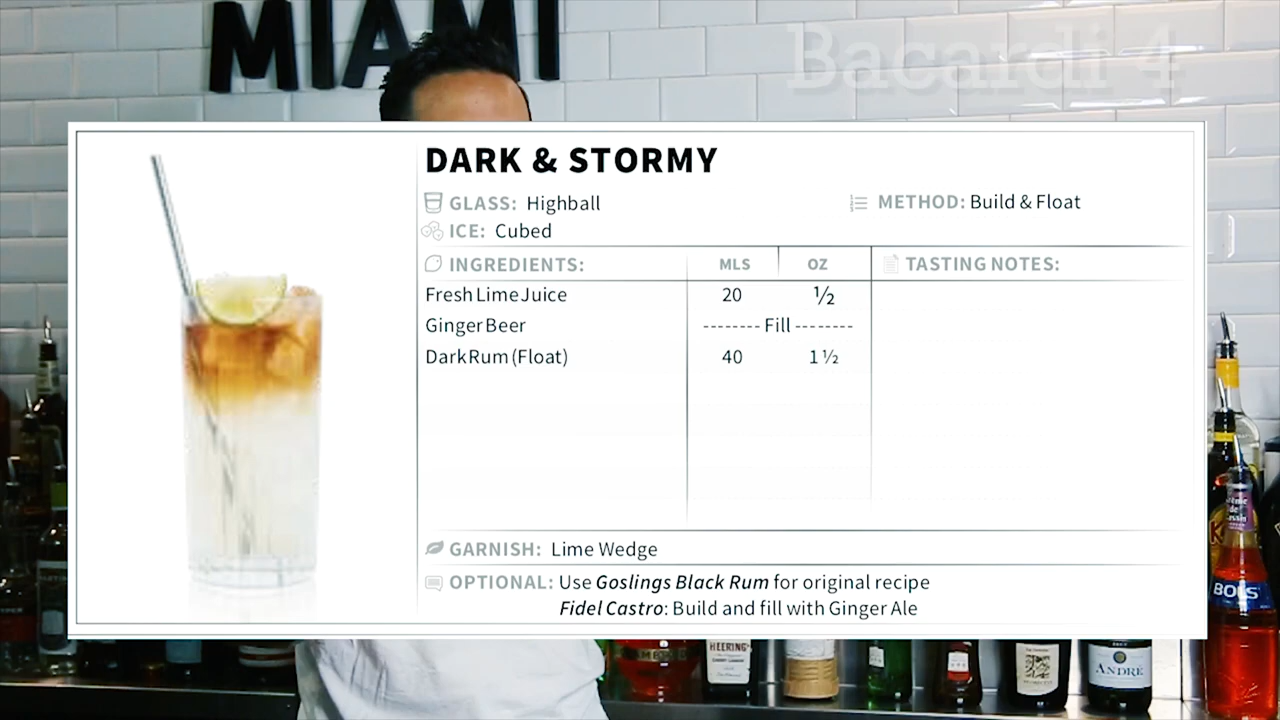 MIAMI
Bacardi 4
DARK & STORMY
GLASS: Highball
METHOD: Build & Float
ICE: Cubed
INGREDIENTS: MLS OZ TASTING NOTES:
Fresh Lime Juice 20 ½
Ginger Beer -------- Fill --------
Dark Rum (Float) 40 1 ½
GARNISH: Lime Wedge
OPTIONAL: Use Goslings Black Rum for original recipe
Fidel Castro: Build and fill with Ginger Ale
BOLS
HEERING
ANDRÉ